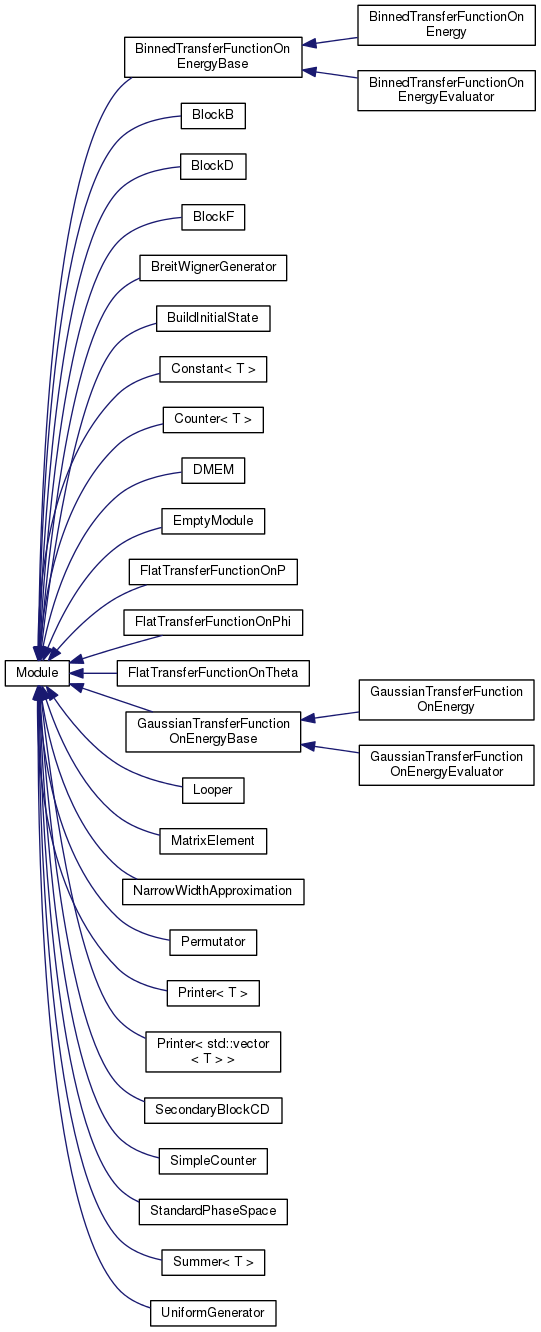 BinnedTransferFunctionOn
Energy
BinnedTransferFunctionOn
EnergyBase
BinnedTransferFunctionOn
EnergyEvaluator
BlockB
BlockD
BlockF
BreitWignerGenerator
BuildInitialState
Constant< T >
Counter< T >
DMEM
EmptyModule
FlatTransferFunctionOnP
FlatTransferFunctionOnPhi
Module
FlatTransferFunctionOnTheta
GaussianTransferFunction
OnEnergy
GaussianTransferFunction
OnEnergyBase
GaussianTransferFunction
OnEnergyEvaluator
Looper
MatrixElement
NarrowWidthApproximation
Permutator
Printer< T >
Printer< std::vector
< T > >
SecondaryBlockCD
SimpleCounter
StandardPhaseSpace
Summer< T >
UniformGenerator